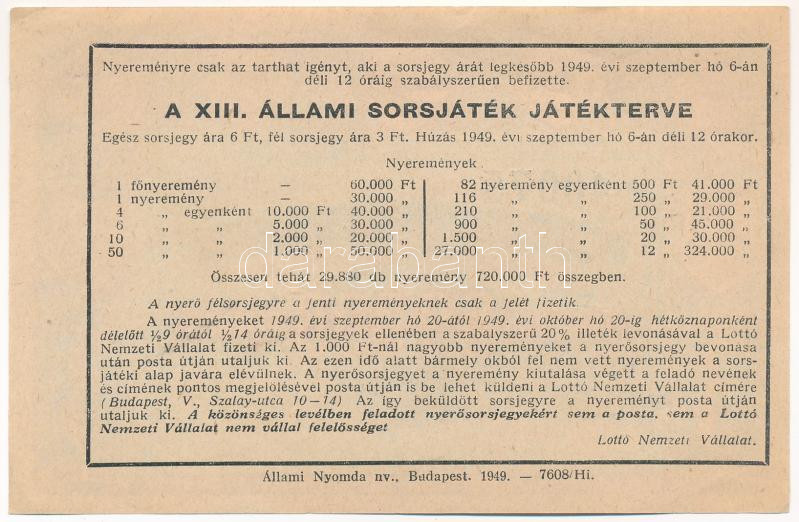 Nyereményre csak az tarthat igényt, aki a sorsjegy árát legkésőbb 1949. évi szeptember hó 6-án
déli 12 óráig szabályszerűen befizette.
A XIII. ÁLLAMI SORSJÁTÉK JÁTÉKTERVE
Egész sorsjegy ára 6 Ft, fél sorsjegy ára 3 Ft. Húzás 1949. évi szeptember hó 6-án déli 12 órakor.
Nyeremények
1 főnyeremény — 60.000 Ft 82 nyeremény egyenként 500 Ft 41.000 Ft
1 nyeremény — 30.000 „ 116 „ „ 250 „ 29.000 „
4 „ egyenként 10.000 Ft 40.000 „ 210 „ „ 100 „ 21.000 „
6 „ „ 5.000 „ 30.000 „ 900 „ „ 50 „ 45.000 „
10 „ „ 2.000 „ 20.000 „ 1.500 „ „ 20 „ 30.000 „
50 „ „ 1.000 „ 50.000 „ 27.000 „ „ 12 „ 324.000 „
darabanth
Összesen tehát 29.880 db nyeremény 720.000 Ft összegben.
A nyerő félsorsjegyre a fenti nyereményeknek csak a felét fizetik
A nyereményeket 1949. évi szeptember hó 20-ától 1949. évi október hó 20-ig hétköznaponként
délelőtt ½9 órától ½14 óráig a sorsjegyek ellenében a szabályszerű 20% illeték levonásával a Lottó
Nemzeti Vállalat fizeti ki. Az 1.000 Ft-nál nagyobb nyereményeket a nyerősorsjegy bevonása
után posta útján utaljuk ki. Az ezen idő alatt bármely okból fel nem vett nyeremények a sors-
játéki alap javára elévülnek. A nyerősorsjegyet a nyeremény kiutalása végett a feladó nevének
és címének pontos megjelölésével posta útján is be lehet küldeni a Lottó Nemzeti Vállalat címére
(Budapest, V., Szalay-utca 10—14) Az így beküldött sorsjegyre a nyereményt posta útján
utaljuk ki. A közönséges levélben feladott nyerősorsjegyekért sem a posta, sem a Lottó
Nemzeti Vállalat nem vállal felelősséget
Lottó Nemzeti Vállalat.
Állami Nyomda nv., Budapest. 1949. — 7608/Hi.